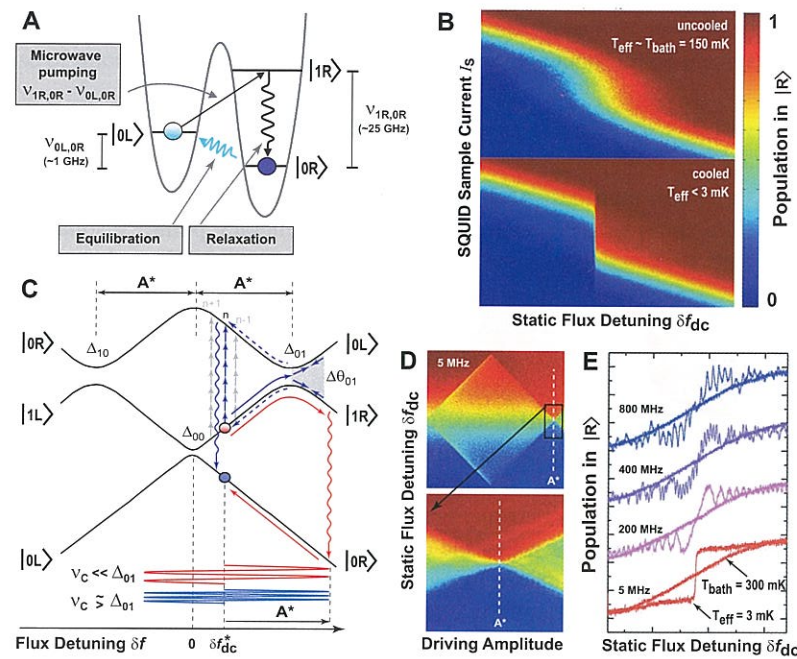 A
Microwave
pumping
ν1R,0R - ν0L,0R
|1R⟩
|0L⟩
ν0L,0R
(~1 GHz)
ν1R,0R
(~25 GHz)
|0R⟩
Equilibration
Relaxation
B
SQUID Sample Current Is
uncooled
Teff ~ Tbath = 150 mK
cooled
Teff < 3 mK
Static Flux Detuning δfdc
1
Population in |R⟩
0
C
A*
A*
n+1
n
n-1
|0R⟩
Δ10
Δ01
|0L⟩
Δθ01
|1L⟩
Δ00
|1R⟩
|0L⟩
|0R⟩
νC << Δ01
νC ≳ Δ01
A*
Flux Detuning δf
0
δf*dc
D
Static Flux Detuning δfdc
5 MHz
A*
A*
Driving Amplitude
E
Population in |R⟩
800 MHz
400 MHz
200 MHz
5 MHz
Tbath = 300 mK
Teff = 3 mK
Static Flux Detuning δfdc